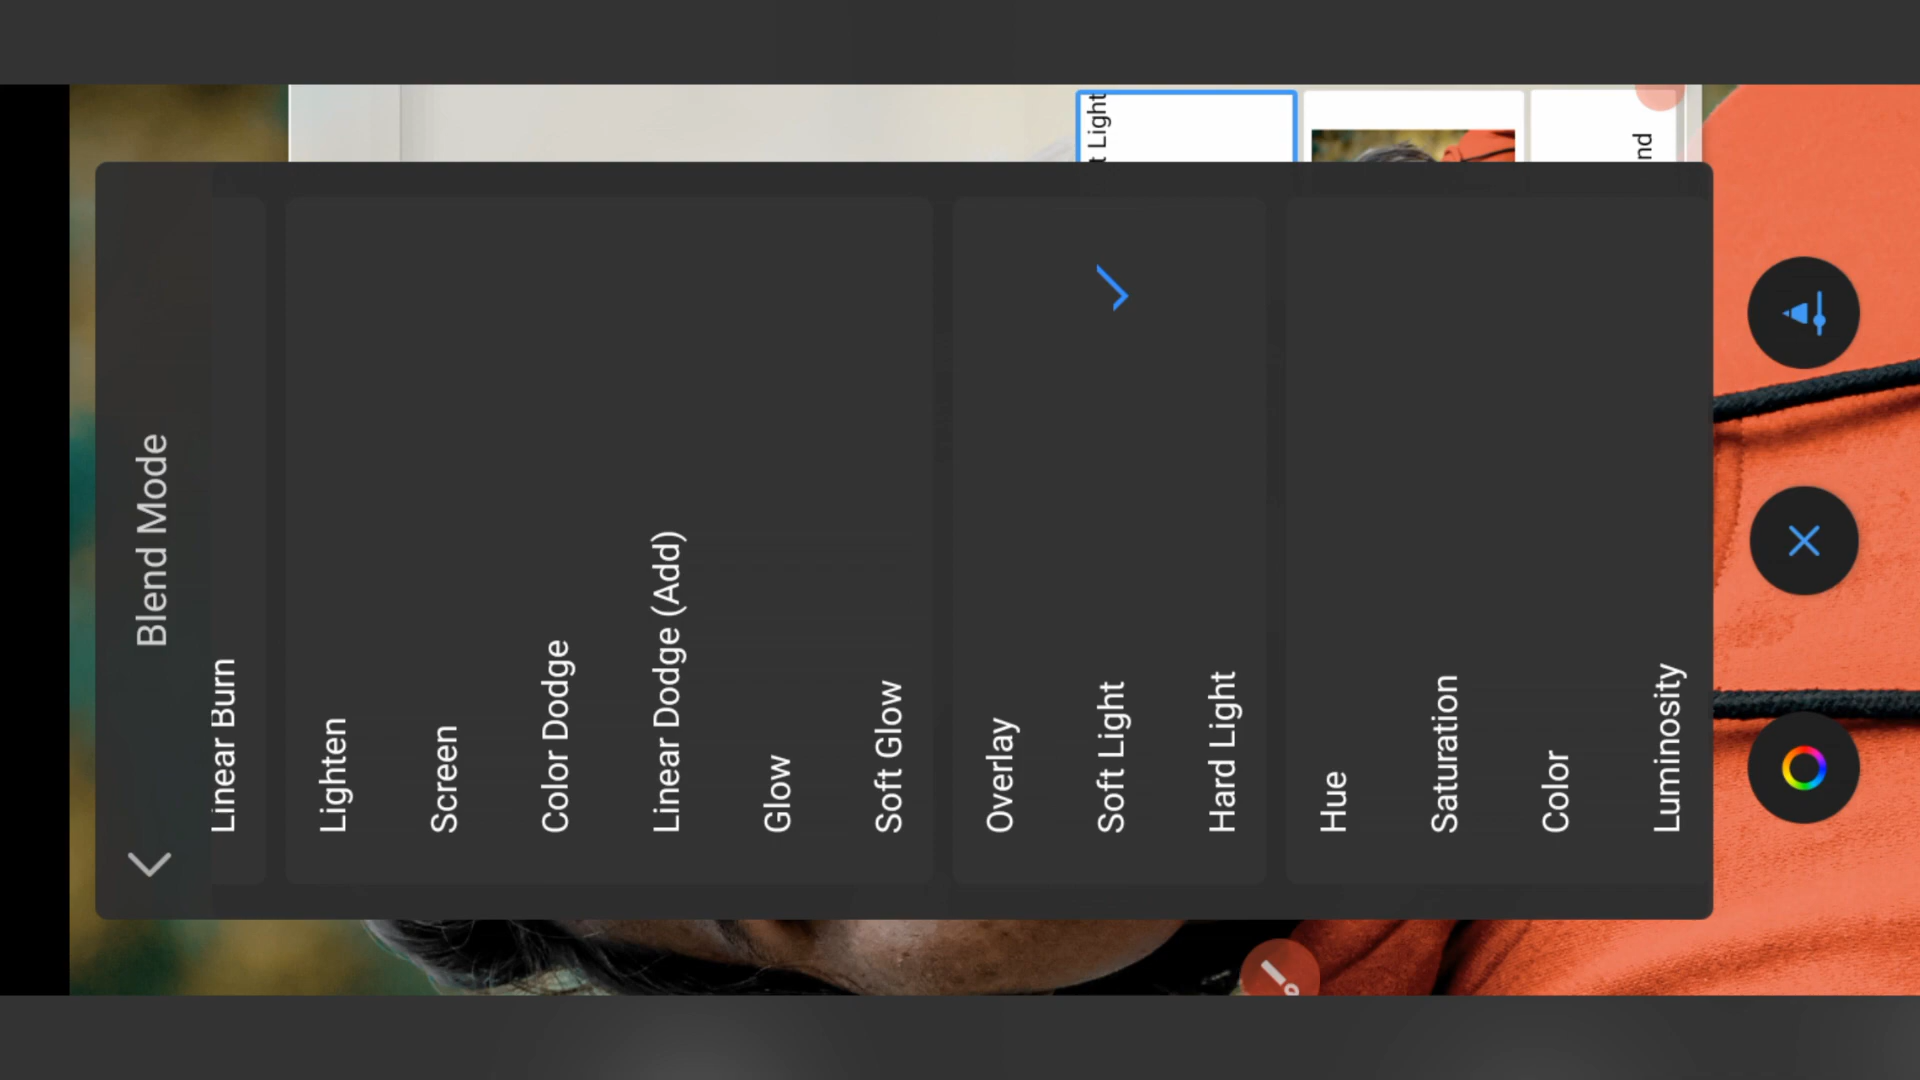 Blend Mode
Linear Burn
Lighten
Screen
Color Dodge
Linear Dodge (Add)
Glow
Soft Glow
Overlay
Soft Light
Hard Light
Hue
Saturation
Color
Luminosity
Light